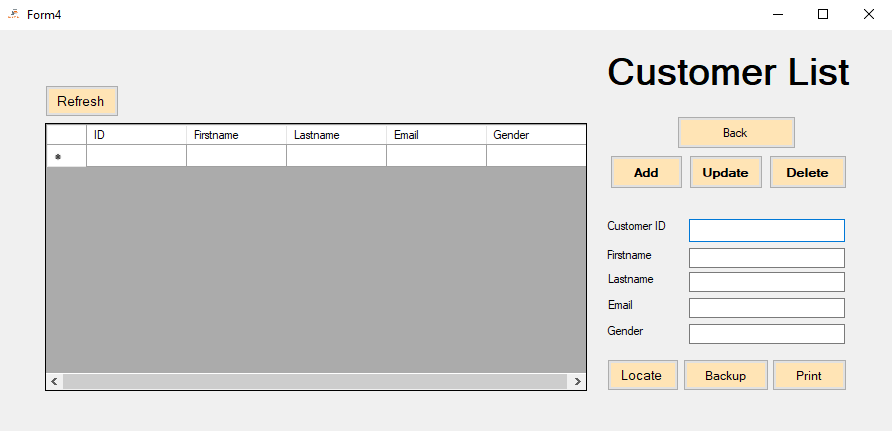 Form4
Customer List
Refresh
ID Firstname Lastname Email Gender
Back
Add Update Delete
Customer ID
Firstname
Lastname
Email
Gender
Locate Backup Print